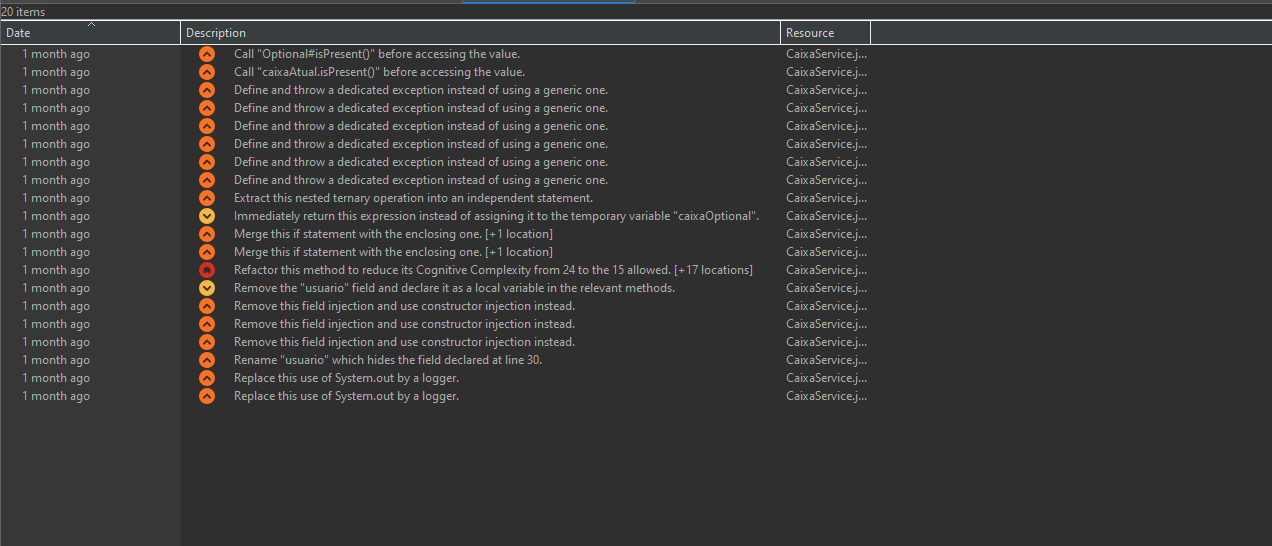 20 items
Date Description Resource
1 month ago Call "Optional#isPresent()" before accessing the value. CaixaService.j...
1 month ago Call "caixaAtual.isPresent()" before accessing the value. CaixaService.j...
1 month ago Define and throw a dedicated exception instead of using a generic one. CaixaService.j...
1 month ago Define and throw a dedicated exception instead of using a generic one. CaixaService.j...
1 month ago Define and throw a dedicated exception instead of using a generic one. CaixaService.j...
1 month ago Define and throw a dedicated exception instead of using a generic one. CaixaService.j...
1 month ago Define and throw a dedicated exception instead of using a generic one. CaixaService.j...
1 month ago Define and throw a dedicated exception instead of using a generic one. CaixaService.j...
1 month ago Extract this nested ternary operation into an independent statement. CaixaService.j...
1 month ago Immediately return this expression instead of assigning it to the temporary variable "caixaOptional". CaixaService.j...
1 month ago Merge this if statement with the enclosing one. [+1 location] CaixaService.j...
1 month ago Merge this if statement with the enclosing one. [+1 location] CaixaService.j...
1 month ago Refactor this method to reduce its Cognitive Complexity from 24 to the 15 allowed. [+17 locations] CaixaService.j...
1 month ago Remove the "usuario" field and declare it as a local variable in the relevant methods. CaixaService.j...
1 month ago Remove this field injection and use constructor injection instead. CaixaService.j...
1 month ago Remove this field injection and use constructor injection instead. CaixaService.j...
1 month ago Remove this field injection and use constructor injection instead. CaixaService.j...
1 month ago Rename "usuario" which hides the field declared at line 30. CaixaService.j...
1 month ago Replace this use of System.out by a logger. CaixaService.j...
1 month ago Replace this use of System.out by a logger. CaixaService.j...